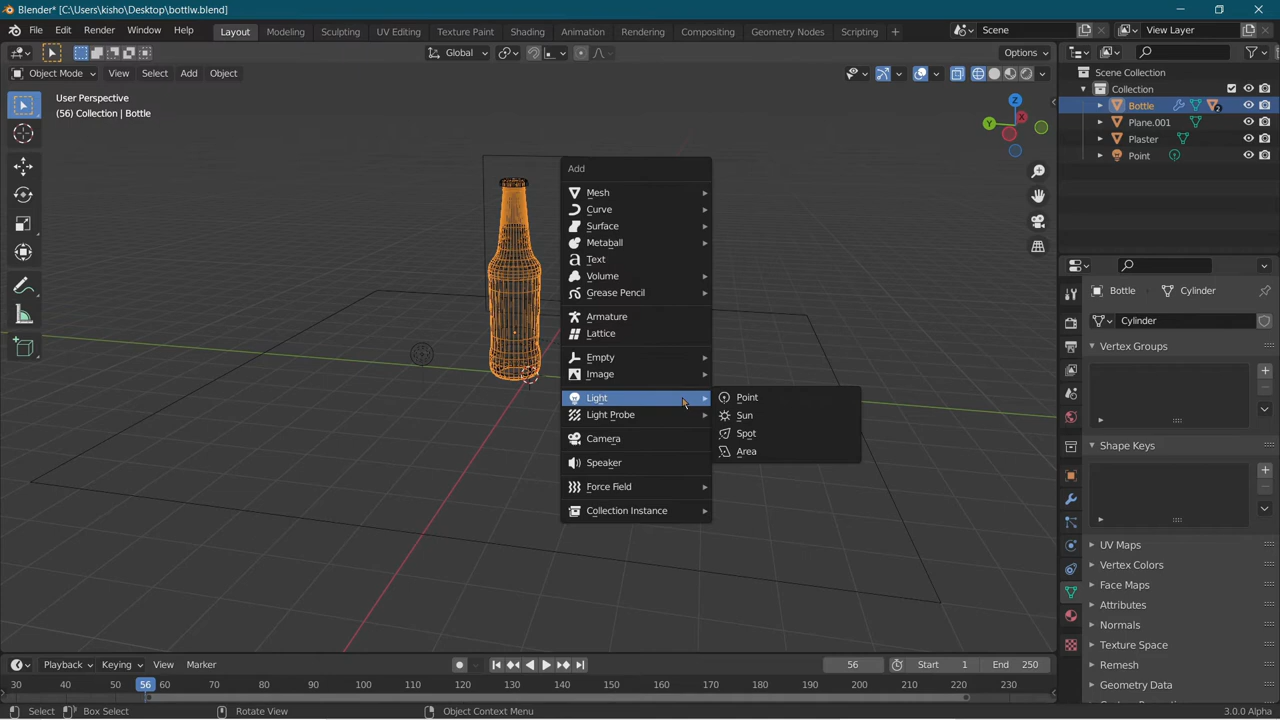 Blender* [C:\Users\kisho\Desktop\bottlw.blend]
File Edit Render Window Help Layout Modeling Sculpting UV Editing Texture Paint Shading Animation Rendering Compositing Geometry Nodes Scripting + Scene View Layer
Global Options
Object Mode View Select Add Object
User Perspective
(56) Collection | Bottle
Z
Y
X
Add
Mesh
Curve
Surface
Metaball
Text
Volume
Grease Pencil
Armature
Lattice
Empty
Image
Light
Light Probe
Camera
Speaker
Force Field
Collection Instance
Point
Sun
Spot
Area
Scene Collection
Collection
Bottle 2
Plane.001
Plaster
Point
Bottle Cylinder
Cylinder
Vertex Groups
Shape Keys
UV Maps
Vertex Colors
Face Maps
Attributes
Normals
Texture Space
Remesh
Geometry Data
Playback Keying View Marker 56 Start 1 End 250
30 40 50 56 60 70 80 90 100 110 120 130 140 150 160 170 180 190 200 210 220 230
Select Box Select Rotate View Object Context Menu 3.0.0 Alpha